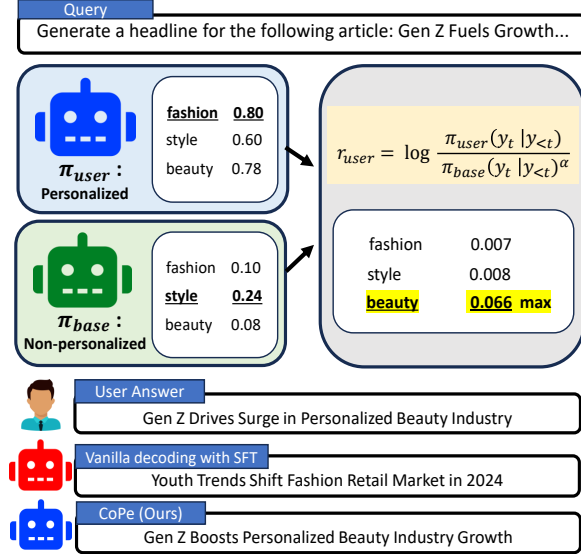 Query
Generate a headline for the following article: Gen Z Fuels Growth...
π_user :
Personalized
fashion 0.80
style 0.60
beauty 0.78
π_base :
Non-personalized
fashion 0.10
style 0.24
beauty 0.08
r_user = log π_user(y_t |y_<t) / π_base(y_t |y_<t)^α
fashion 0.007
style 0.008
beauty 0.066 max
User Answer
Gen Z Drives Surge in Personalized Beauty Industry
Vanilla decoding with SFT
Youth Trends Shift Fashion Retail Market in 2024
CoPe (Ours)
Gen Z Boosts Personalized Beauty Industry Growth